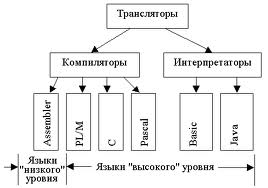 Трансляторы
Компиляторы
Интерпретаторы
Assembler
PL/M
C
Pascal
Basic
Java
Языки
"низкого"
уровня
Языки "высокого" уровня